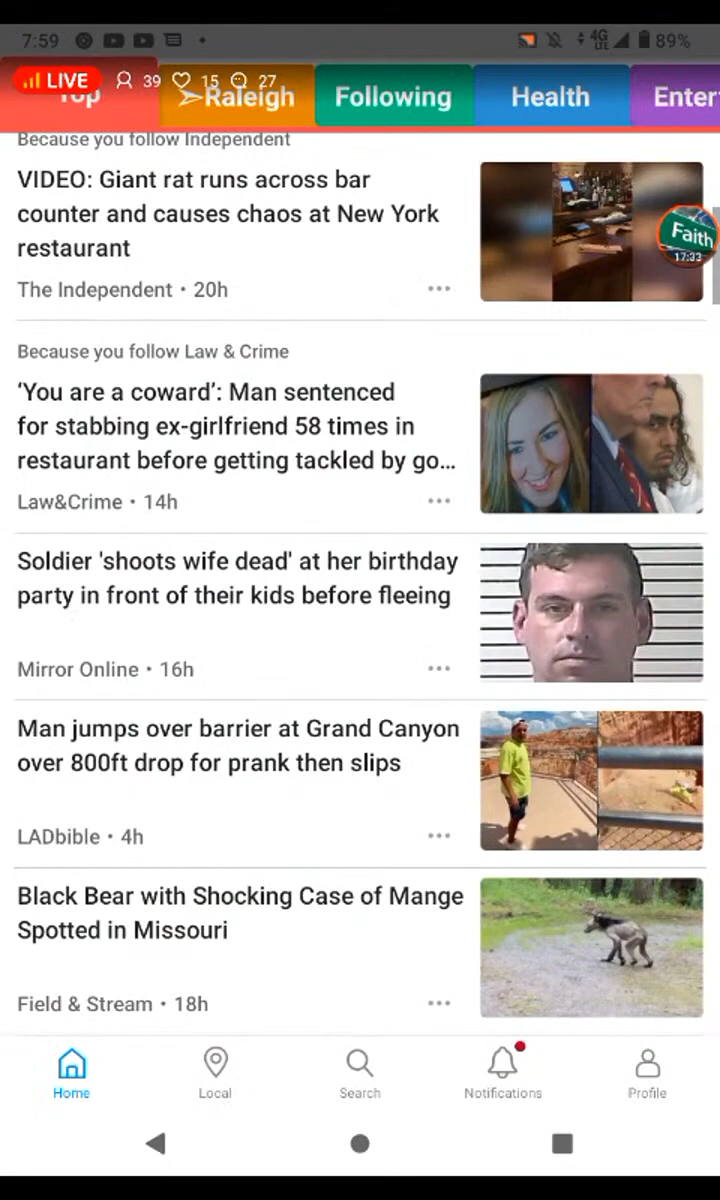 7:59
4G
LTE
89%
LIVE 39 15 27
Top
Raleigh
Following
Health
Enter
Because you follow Independent
VIDEO: Giant rat runs across bar
counter and causes chaos at New York
restaurant
The Independent • 20h
Faith
17:33
Because you follow Law & Crime
‘You are a coward’: Man sentenced
for stabbing ex-girlfriend 58 times in
restaurant before getting tackled by go...
Law&Crime • 14h
Soldier 'shoots wife dead' at her birthday
party in front of their kids before fleeing
Mirror Online • 16h
Man jumps over barrier at Grand Canyon
over 800ft drop for prank then slips
LADbible • 4h
Black Bear with Shocking Case of Mange
Spotted in Missouri
Field & Stream • 18h
Home
Local
Search
Notifications
Profile